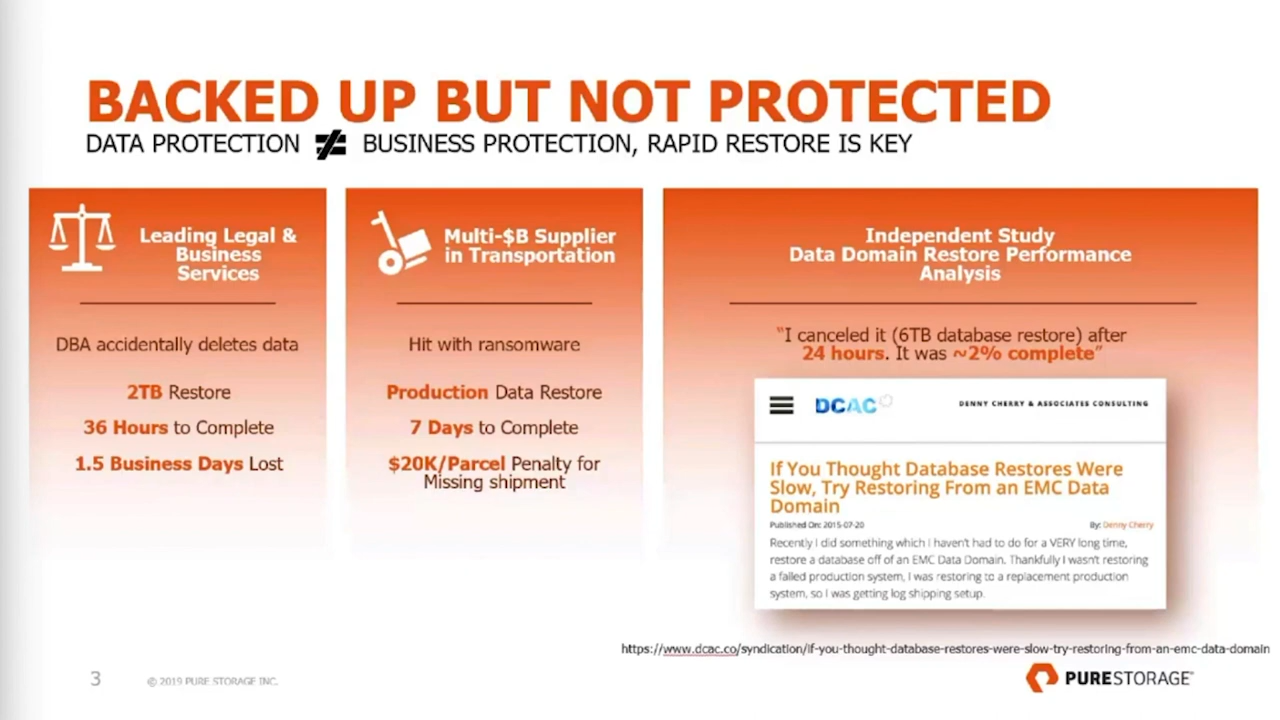 BACKED UP BUT NOT PROTECTED
DATA PROTECTION ≠ BUSINESS PROTECTION, RAPID RESTORE IS KEY
Leading Legal &
Business
Services
DBA accidentally deletes data
2TB Restore
36 Hours to Complete
1.5 Business Days Lost
Multi-$B Supplier
in Transportation
Hit with ransomware
Production Data Restore
7 Days to Complete
$20K/Parcel Penalty for
Missing shipment
Independent Study
Data Domain Restore Performance
Analysis
"I canceled it (6TB database restore) after
24 hours. It was ~2% complete"
DCAC
DENNY CHERRY & ASSOCIATES CONSULTING
If You Thought Database Restores Were
Slow, Try Restoring From an EMC Data
Domain
Published On: 2015-07-20
By: Denny Cherry
Recently I did something which I haven't had to do for a VERY long time,
restore a database off of an EMC Data Domain. Thankfully I wasn't restoring
a failed production system, I was restoring to a replacement production
system, so I was getting log shipping setup.
https://www.dcac.co/syndication/if-you-thought-database-restores-were-slow-try-restoring-from-an-emc-data-domain
3
© 2019 PURE STORAGE INC.
PURESTORAGE